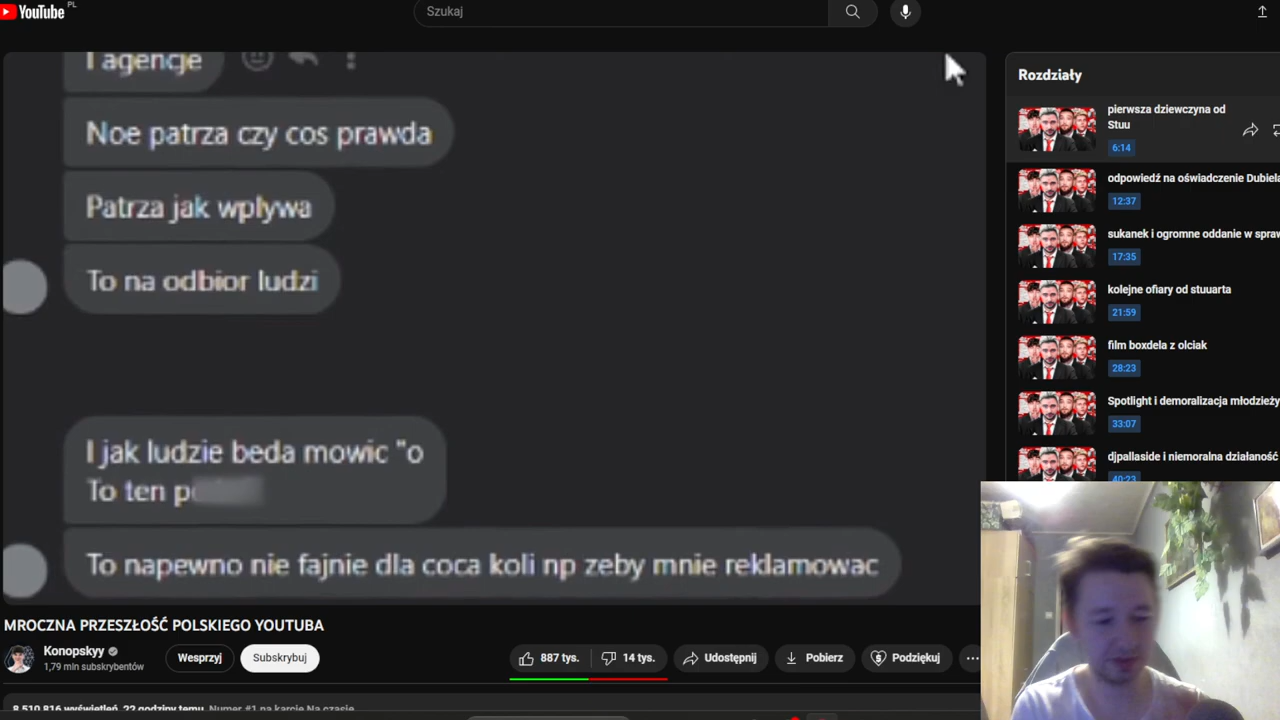 YouTube PL
Szukaj
I agencje
Noe patrza czy cos prawda
Patrza jak wplywa
To na odbior ludzi
I jak ludzie beda mowic "o
To ten p
To napewno nie fajnie dla coca koli np zeby mnie reklamowac
MROCZNA PRZESZŁOŚĆ POLSKIEGO YOUTUBA
Konopskyy
1,79 mln subskrybentów
Wesprzyj
Subskrybuj
887 tys.
14 tys.
Udostępnij
Pobierz
Podziękuj
8 510 816 wyświetleń 22 godziny temu Numer #1 na karcie Na czasie
Rozdziały
pierwsza dziewczyna od
Stuu
6:14
odpowiedź na oświadczenie Dubiela
12:37
sukanek i ogromne oddanie w spraw
17:35
kolejne ofiary od stuuarta
21:59
film boxdela z olciak
28:23
Spotlight i demoralizacja młodzieży
33:07
djpallaside i niemoralna działaność
40:23